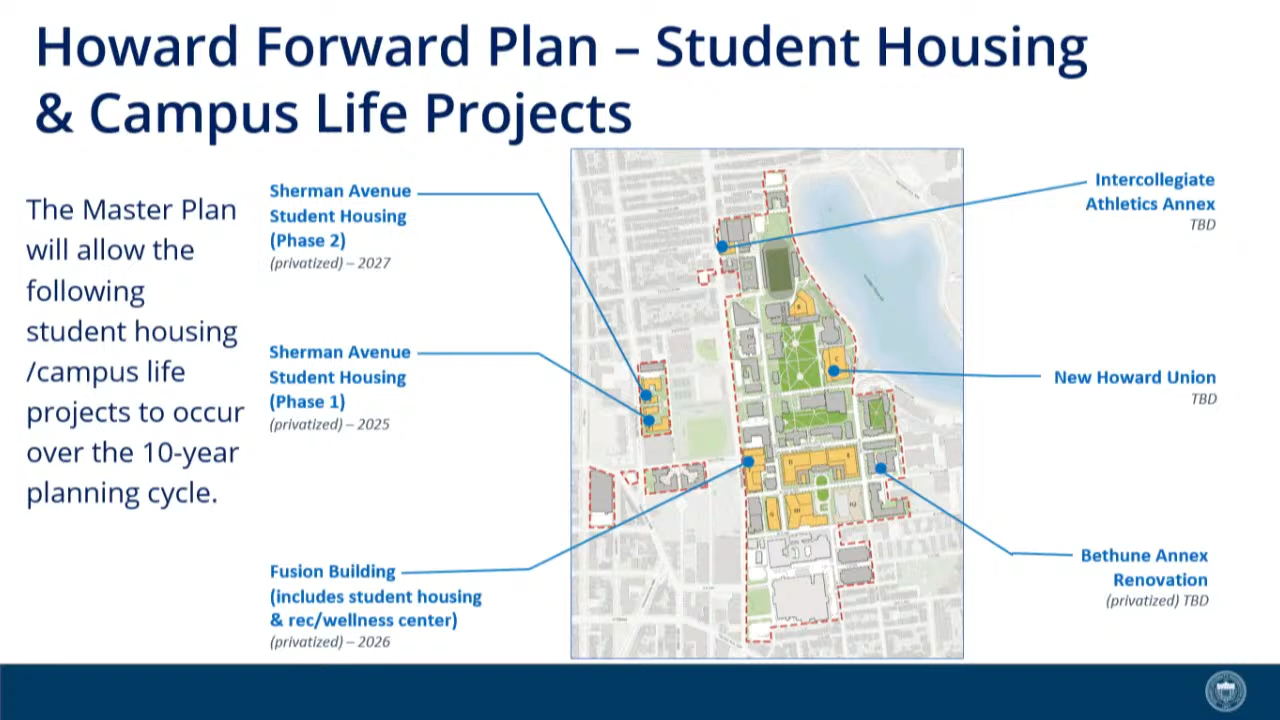 Howard Forward Plan – Student Housing
& Campus Life Projects
The Master Plan
will allow the
following
student housing
/campus life
projects to occur
over the 10-year
planning cycle.
Sherman Avenue
Student Housing
(Phase 2)
(privatized) – 2027
Sherman Avenue
Student Housing
(Phase 1)
(privatized) – 2025
Fusion Building
(includes student housing
& rec/wellness center)
(privatized) – 2026
Intercollegiate
Athletics Annex
TBD
New Howard Union
TBD
Bethune Annex
Renovation
(privatized) TBD